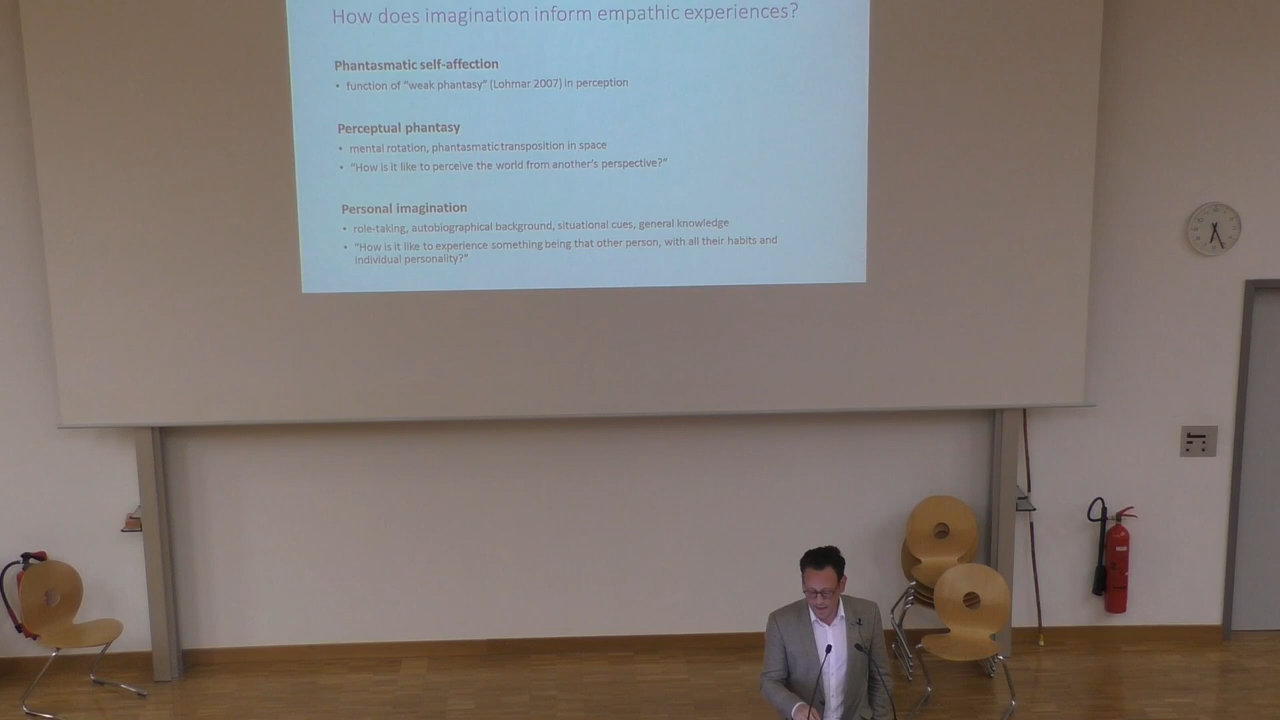 How does imagination inform empathic experiences?
Phantasmatic self-affection
• function of "weak phantasy" (Lohmar 2007) in perception
Perceptual phantasy
• mental rotation, phantasmatic transposition in space
• "How is it like to perceive the world from another's perspective?"
Personal imagination
• role-taking, autobiographical background, situational cues, general knowledge
• "How is it like to experience something being that other person, with all their habits and
individual personality?"